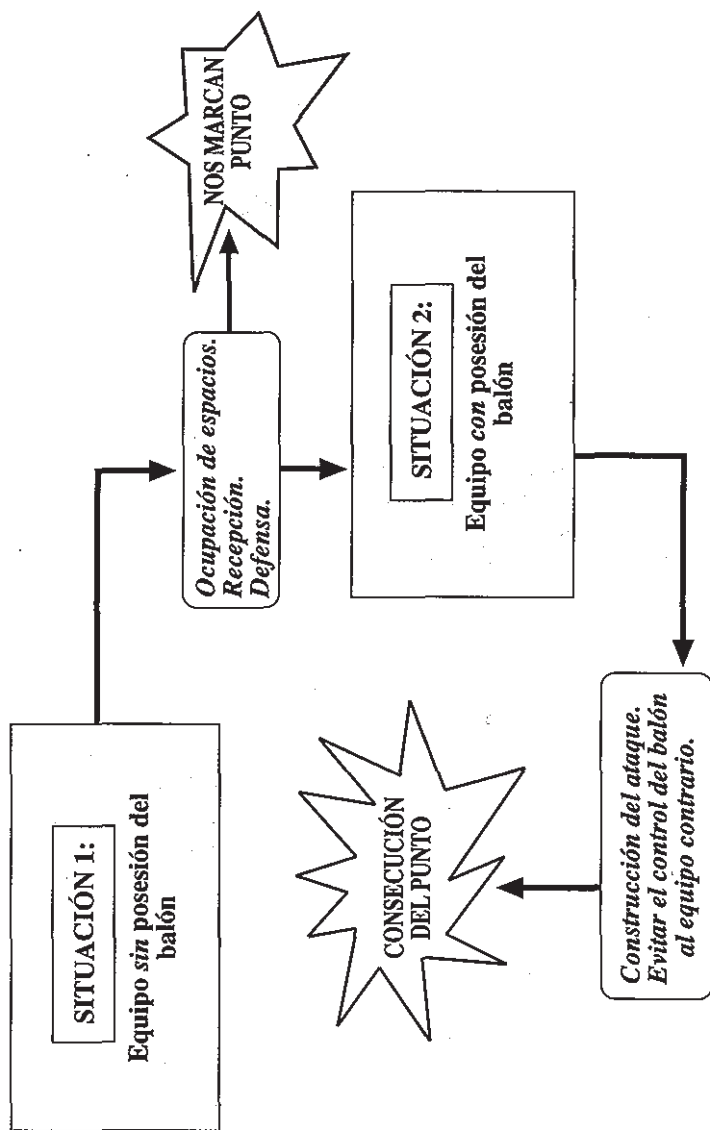 SITUACIÓN 1:
Equipo sin posesión del
balón
Ocupación de espacios.
Recepción.
Defensa.
NOS MARCAN
PUNTO
SITUACIÓN 2:
Equipo con posesión del
balón
Construcción del ataque.
Evitar el control del balón
al equipo contrario.
CONSECUCIÓN
DEL PUNTO